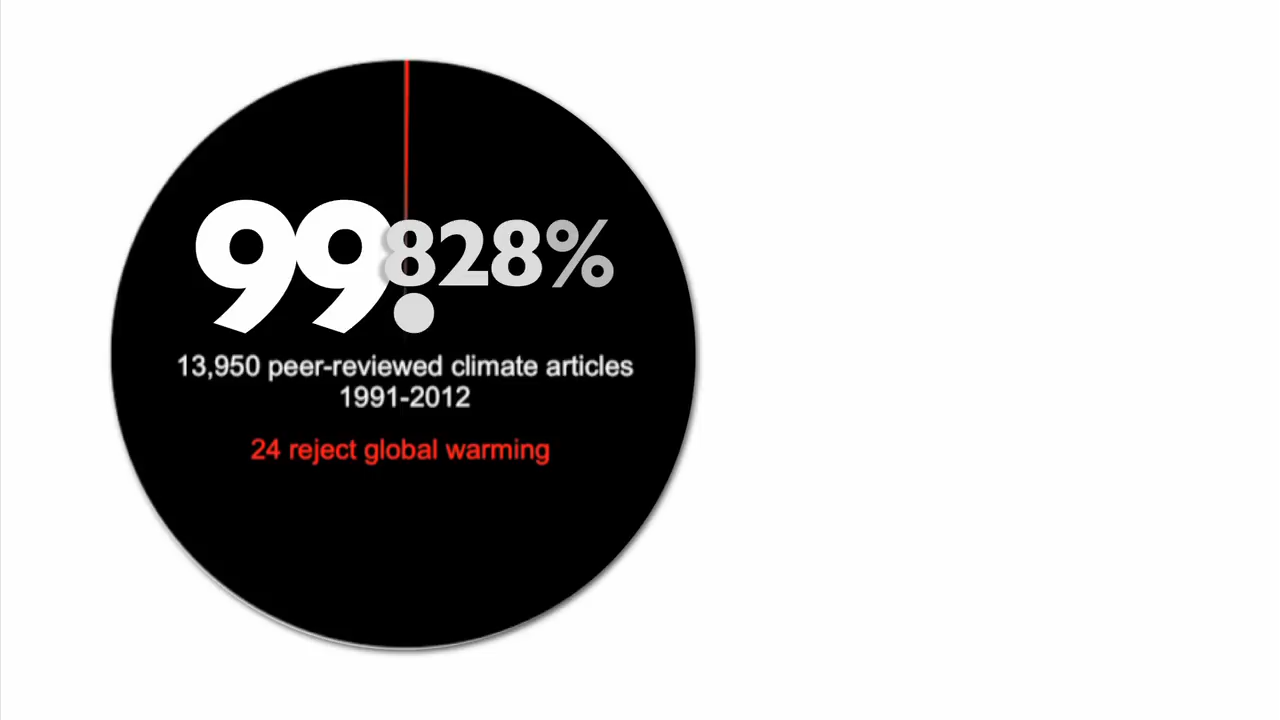 99.828%
13,950 peer-reviewed climate articles
1991-2012
24 reject global warming